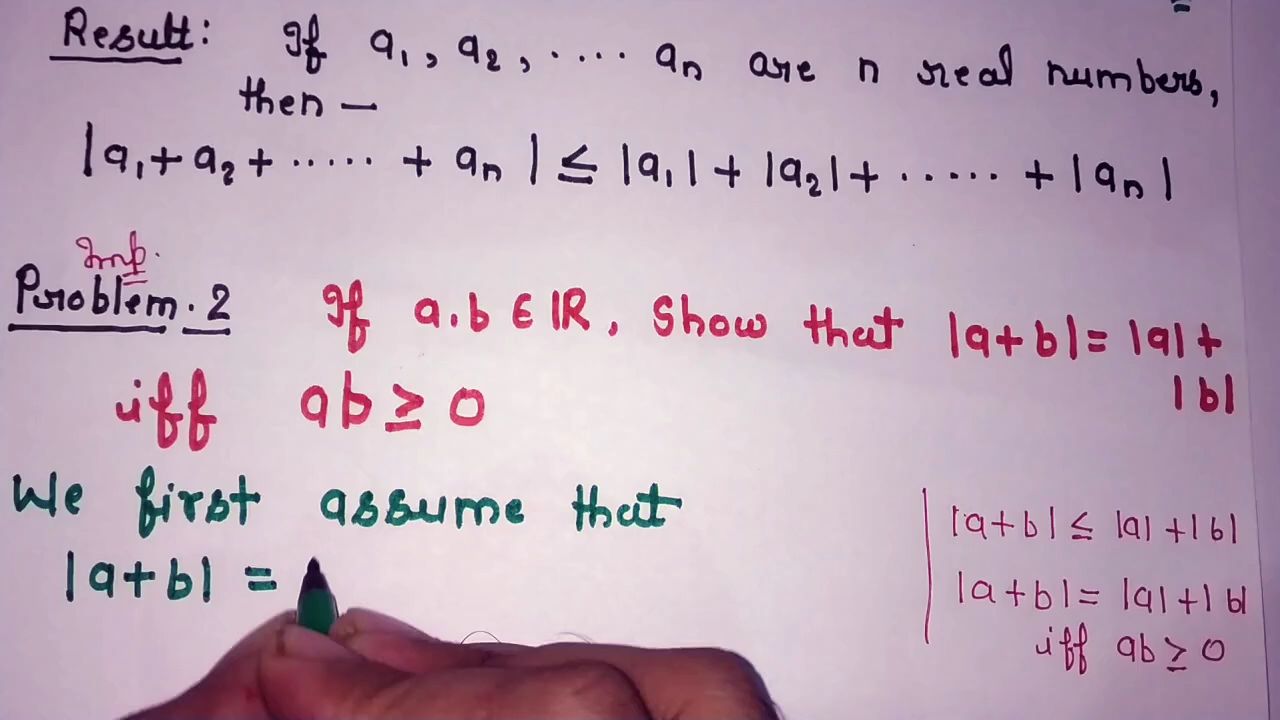 Result: If a₁, a₂, .... aₙ are n real numbers,
then —
|a₁ + a₂ + ..... + aₙ| ≤ |a₁| + |a₂| + ..... + |aₙ|
Imp.
Problem.2 If a.b ∈ IR, Show that |a+b| = |a| +
|b|
iff ab ≥ 0
We first assume that
|a+b| =
|a+b| ≤ |a|+|b|
|a+b| = |a|+|b|
iff ab ≥ 0